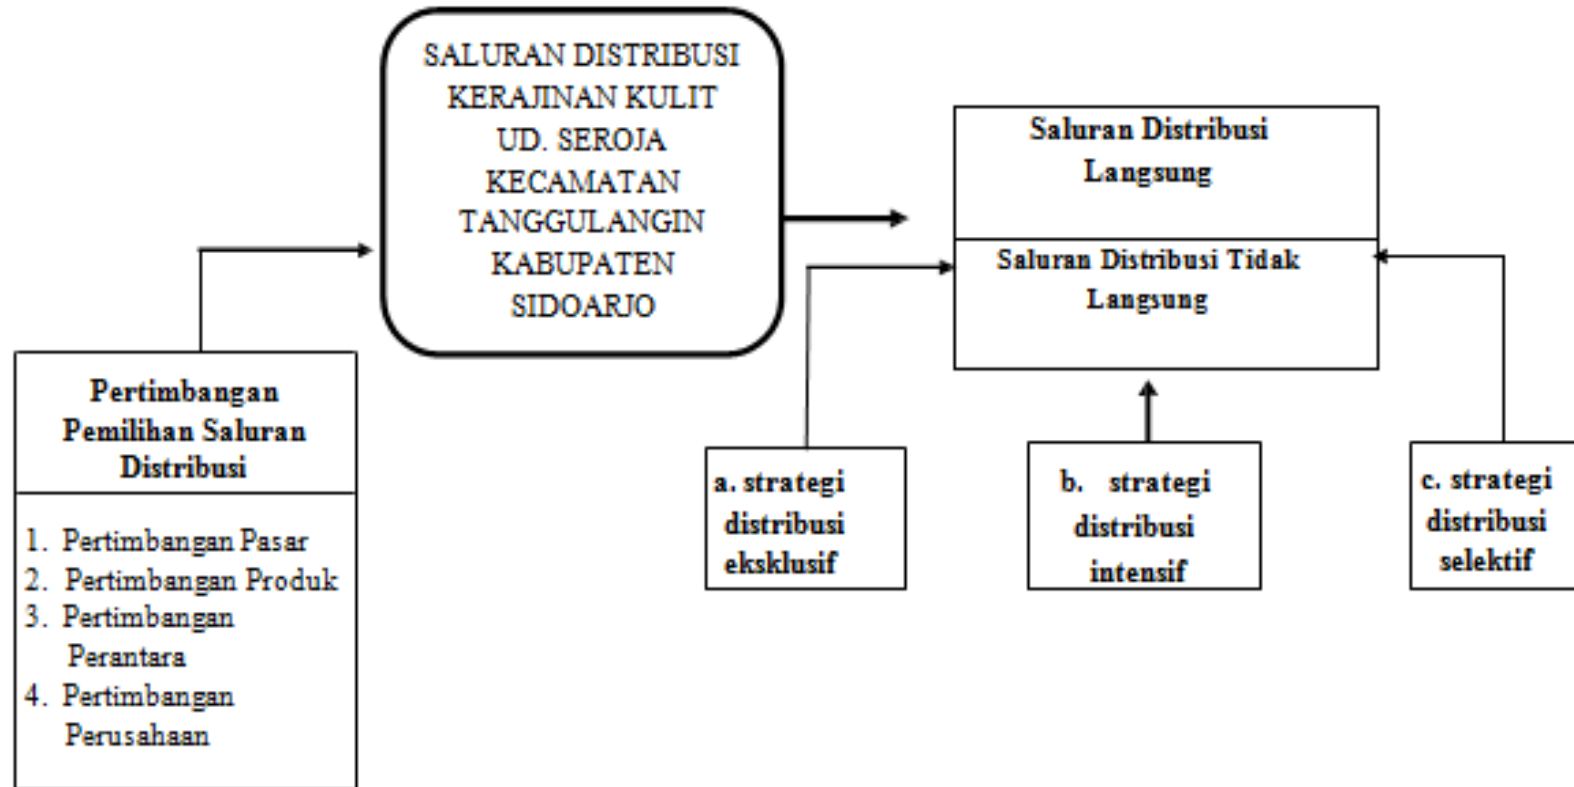 SALURAN DISTRIBUSI
KERAJINAN KULIT
UD. SEROJA
KECAMATAN
TANGGULANGIN
KABUPATEN
SIDOARJO
Saluran Distribusi
Langsung
Saluran Distribusi Tidak
Langsung
Pertimbangan
Pemilihan Saluran
Distribusi
1. Pertimbangan Pasar
2. Pertimbangan Produk
3. Pertimbangan
Perantara
4. Pertimbangan
Perusahaan
a. strategi
distribusi
eksklusif
b. strategi
distribusi
intensif
c. strategi
distribusi
selektif